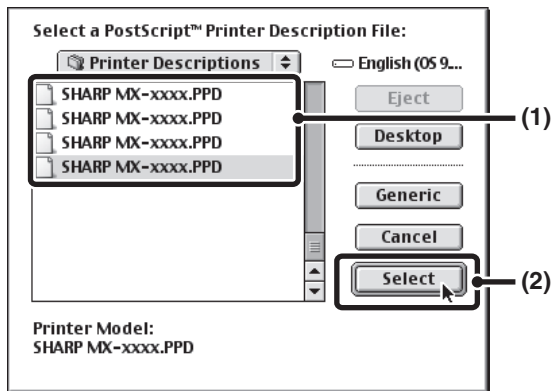 Select a PostScript™ Printer Description File:
Printer Descriptions
English (OS 9....
SHARP MX-xxxx.PPD
SHARP MX-xxxx.PPD
SHARP MX-xxxx.PPD
SHARP MX-xxxx.PPD
Eject
(1)
Desktop
Generic
Cancel
Select
(2)
Printer Model:
SHARP MX-xxxx.PPD